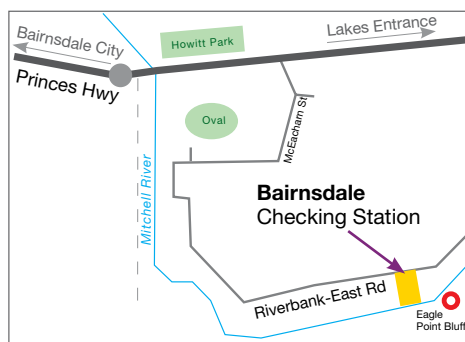 Bairnsdale City
Howitt Park
Lakes Entrance
Princes Hwy
Oval
McEacharn St
Mitchell River
Bairnsdale
Checking Station
Riverbank-East Rd
Eagle
Point Bluff